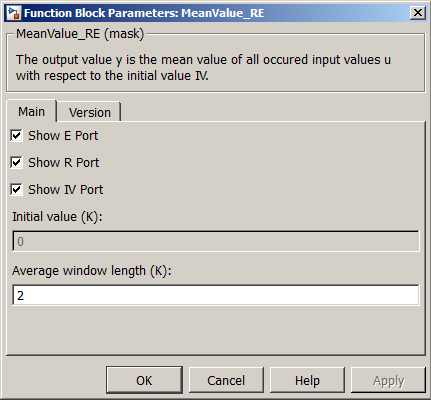 Function Block Parameters: MeanValue_RE
MeanValue_RE (mask)
The output value y is the mean value of all occured input values u
with respect to the initial value IV.
Main Version
Show E Port
Show R Port
Show IV Port
Initial value (K):
0
Average window length (K):
2
OK Cancel Help Apply